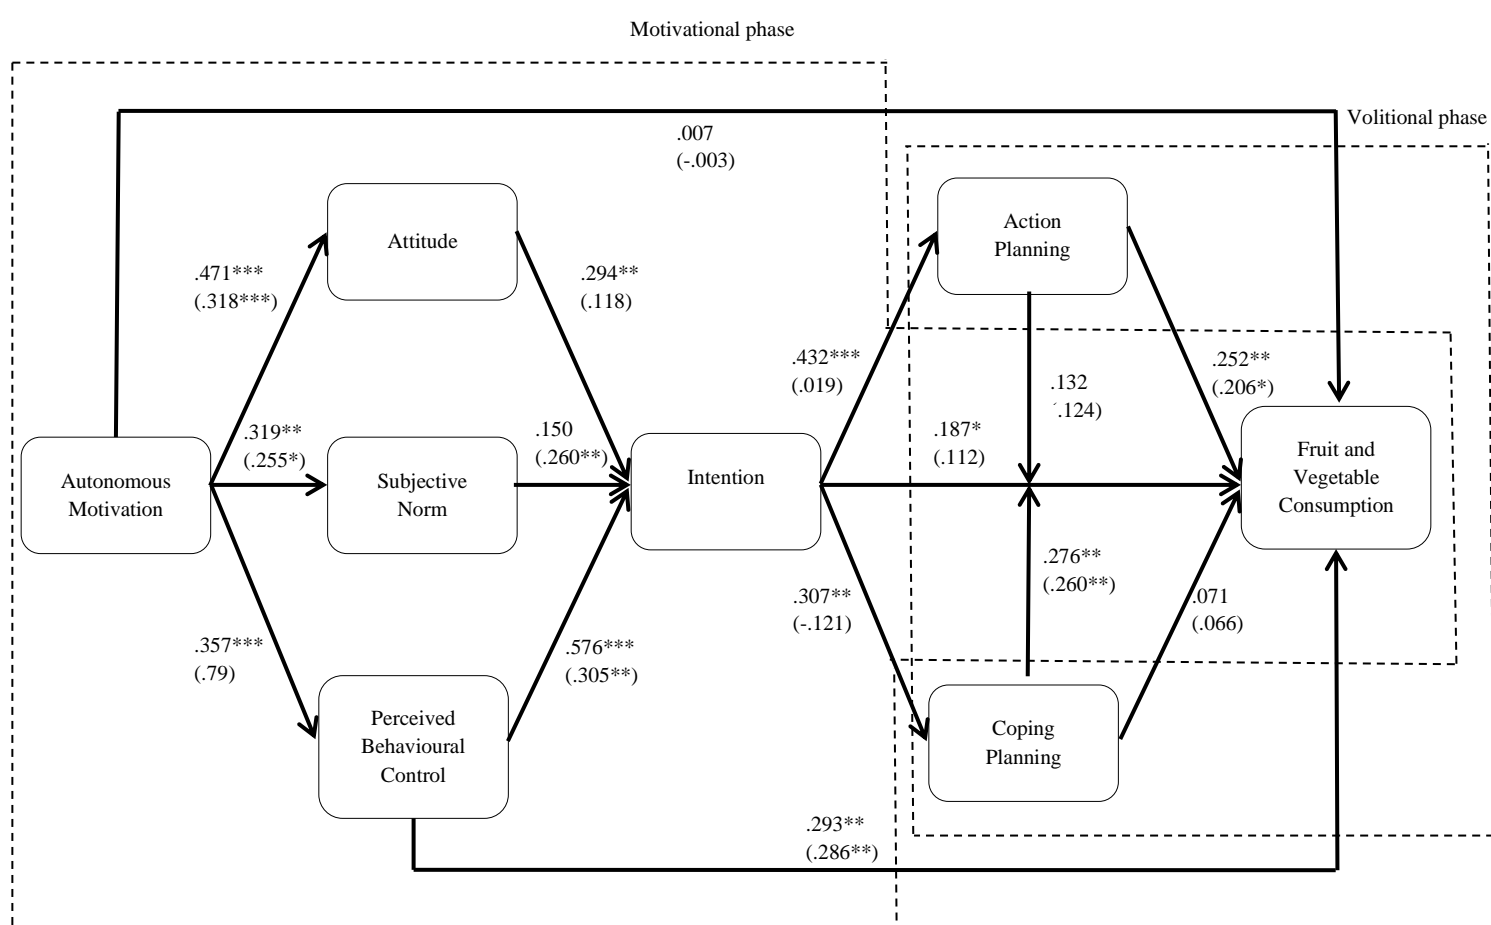 Motivational phase
Volitional phase
.007
(-.003)
Attitude
Action
Planning
.471***
(.318***)
.294**
(.118)
.432***
(.019)
.132
.124)
.252**
(.206*)
.319**
(.255*)
.150
(.260**)
.187*
(.112)
Autonomous
Motivation
Subjective
Norm
Intention
Fruit and
Vegetable
Consumption
.276**
(.260**)
.307**
(-.121)
.071
(.066)
.357***
(.79)
.576***
(.305**)
Perceived
Behavioural
Control
Coping
Planning
.293**
(.286**)